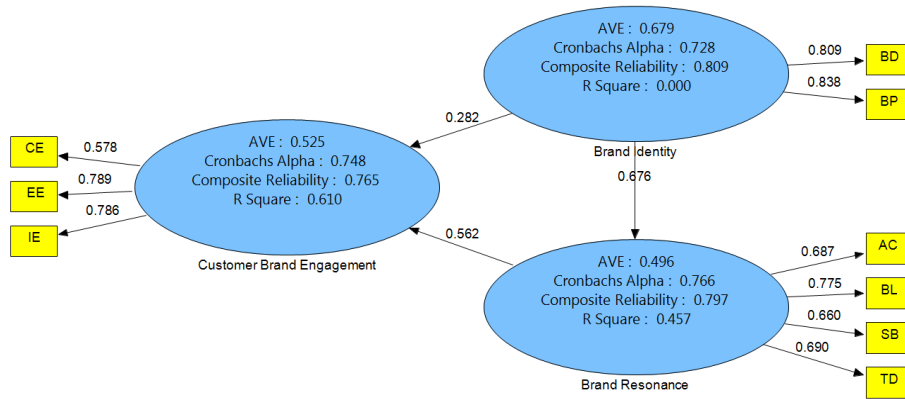 AVE : 0.679
Cronbachs Alpha : 0.728
Composite Reliability : 0.809
R Square : 0.000
Brand Identity
0.809
BD
0.838
BP
0.282
0.676
CE
0.578
EE
0.789
IE
0.786
AVE : 0.525
Cronbachs Alpha : 0.748
Composite Reliability : 0.765
R Square : 0.610
Customer Brand Engagement
0.562
AVE : 0.496
Cronbachs Alpha : 0.766
Composite Reliability : 0.797
R Square : 0.457
Brand Resonance
0.687
AC
0.775
BL
0.660
SB
0.690
TD